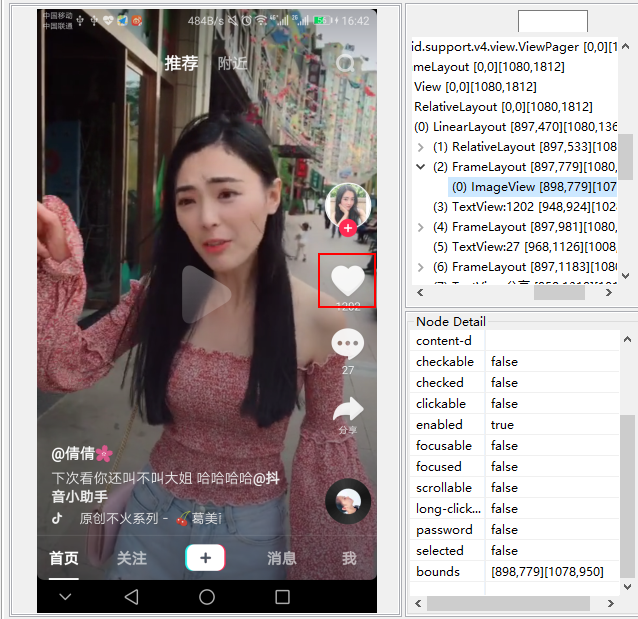 中国移动
中国联通
484B/s
16:42
推荐 附近
1202
27
分享
@倩倩🌸
下次看你还叫不叫大姐 哈哈哈哈@抖
音小助手
原创不火系列 - 🍒葛美i
首页 关注 + 消息 我
id.support.v4.view.ViewPager [0,0][1
meLayout [0,0][1080,1812]
View [0,0][1080,1812]
RelativeLayout [0,0][1080,1812]
(0) LinearLayout [897,470][1080,136
(1) RelativeLayout [897,533][108
(2) FrameLayout [897,779][1080,
(0) ImageView [898,779][107
(3) TextView:1202 [948,924][102
(4) FrameLayout [897,981][1080,
(5) TextView:27 [968,1126][1008,
(6) FrameLayout [897,1183][1080
Node Detail
content-d
checkable false
checked false
clickable false
enabled true
focusable false
focused false
scrollable false
long-click... false
password false
selected false
bounds [898,779][1078,950]